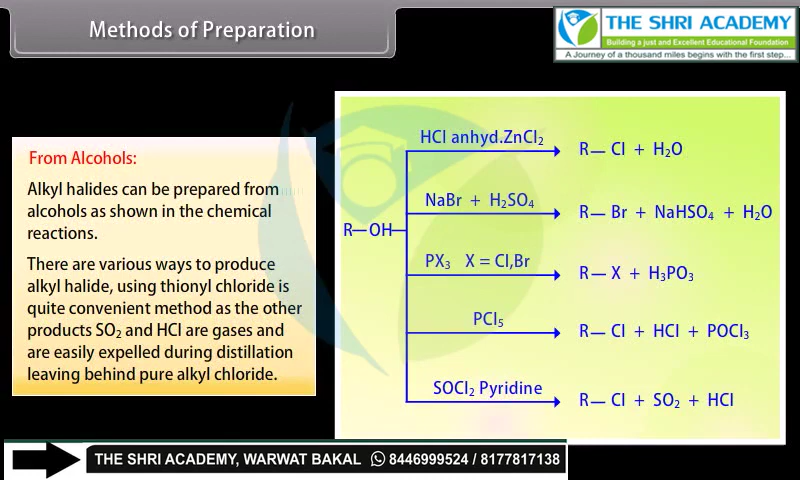 Methods of Preparation
THE SHRI ACADEMY
Building a just and Excellent Educational Foundation
A Journey of a thousand miles begins with the first step...
From Alcohols:
Alkyl halides can be prepared from
alcohols as shown in the chemical
reactions.
There are various ways to produce
alkyl halide, using thionyl chloride is
quite convenient method as the other
products SO₂ and HCl are gases and
are easily expelled during distillation
leaving behind pure alkyl chloride.
R—OH
HCl anhyd.ZnCl₂
R—Cl + H₂O
NaBr + H₂SO₄
R—Br + NaHSO₄ + H₂O
PX₃ X = Cl,Br
R—X + H₃PO₃
PCl₅
R—Cl + HCl + POCl₃
SOCl₂ Pyridine
R—Cl + SO₂ + HCl
THE SHRI ACADEMY, WARWAT BAKAL 8446999524 / 8177817138